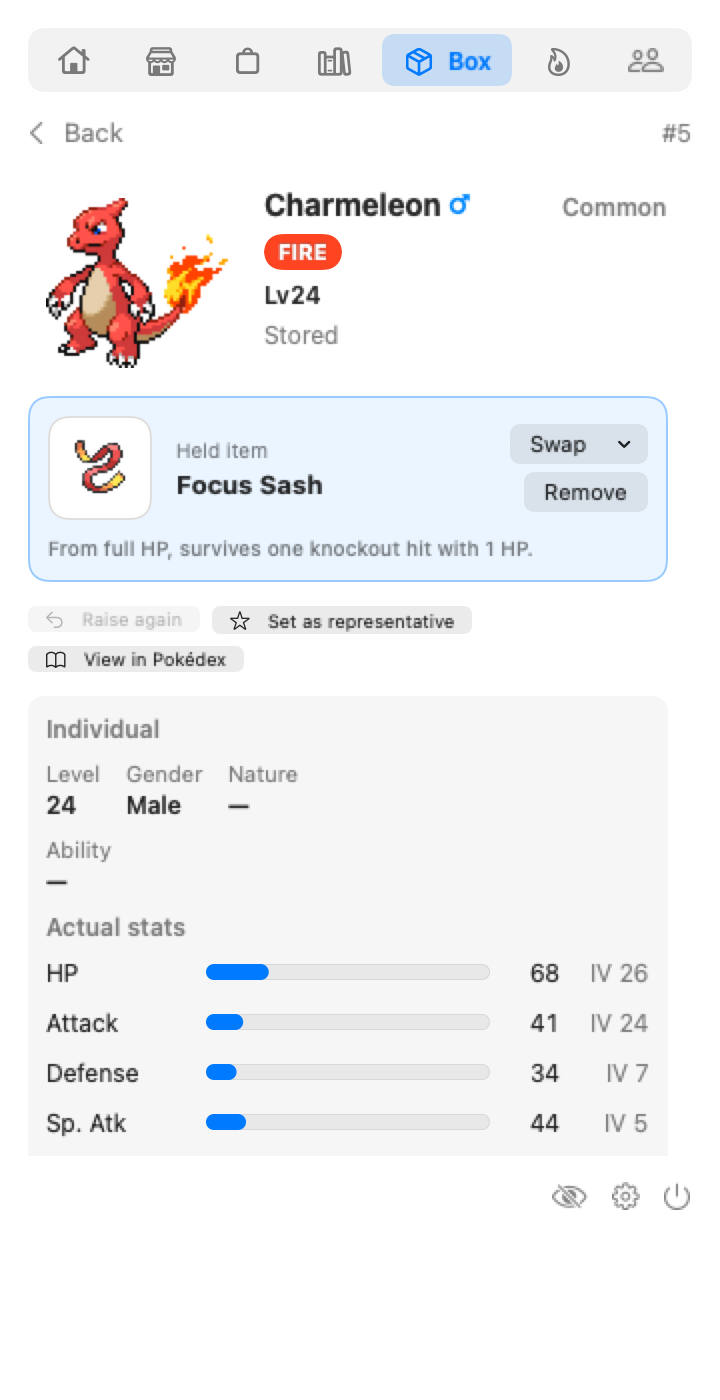 Box
Back
#5
Charmeleon ♂
Common
FIRE
Lv24
Stored
Held item
Focus Sash
Swap
Remove
From full HP, survives one knockout hit with 1 HP.
Raise again
Set as representative
View in Pokédex
Individual
Level Gender Nature
24 Male —
Ability
—
Actual stats
HP 68 IV 26
Attack 41 IV 24
Defense 34 IV 7
Sp. Atk 44 IV 5